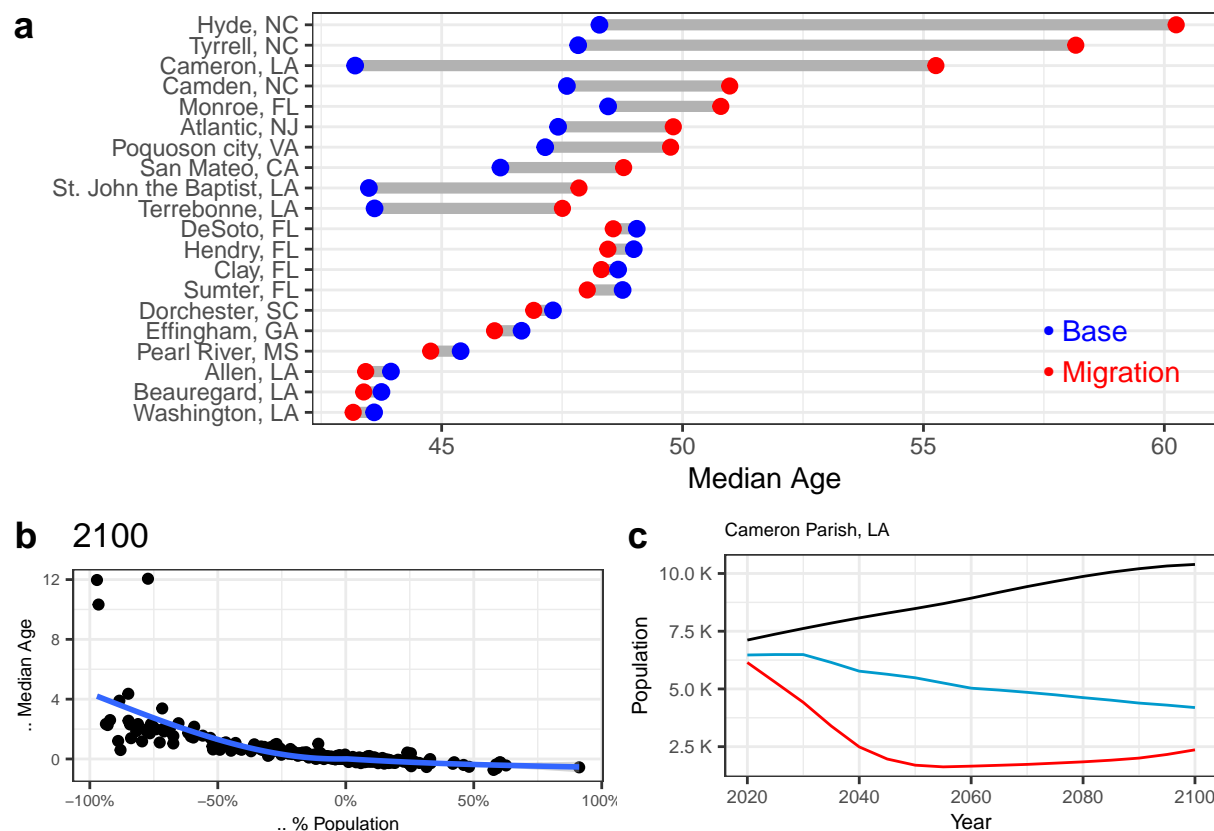 a
Hyde, NC
Tyrrell, NC
Cameron, LA
Camden, NC
Monroe, FL
Atlantic, NJ
Poquoson city, VA
San Mateo, CA
St. John the Baptist, LA
Terrebonne, LA
DeSoto, FL
Hendry, FL
Clay, FL
Sumter, FL
Dorchester, SC
Effingham, GA
Pearl River, MS
Allen, LA
Beauregard, LA
Washington, LA
Base
Migration
45 50 55 60
Median Age
b 2100
12
8
4
0
.. Median Age
−100% −50% 0% 50% 100%
.. % Population
c Cameron Parish, LA
10.0 K
7.5 K
5.0 K
2.5 K
Population
2020 2040 2060 2080 2100
Year